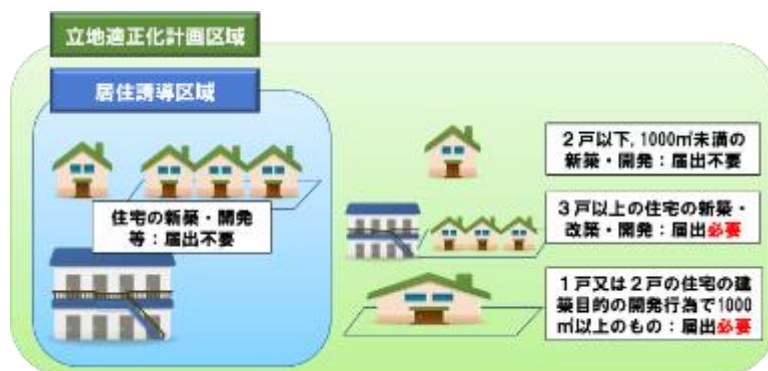 立地適正化計画区域
居住誘導区域
住宅の新築・開発
等：届出不要
２戸以下, 1000㎡未満の
新築・開発：届出不要
３戸以上の住宅の新築・
改築・開発：届出必要
１戸又は２戸の住宅の建
築目的の開発行為で1000
㎡以上のもの：届出必要